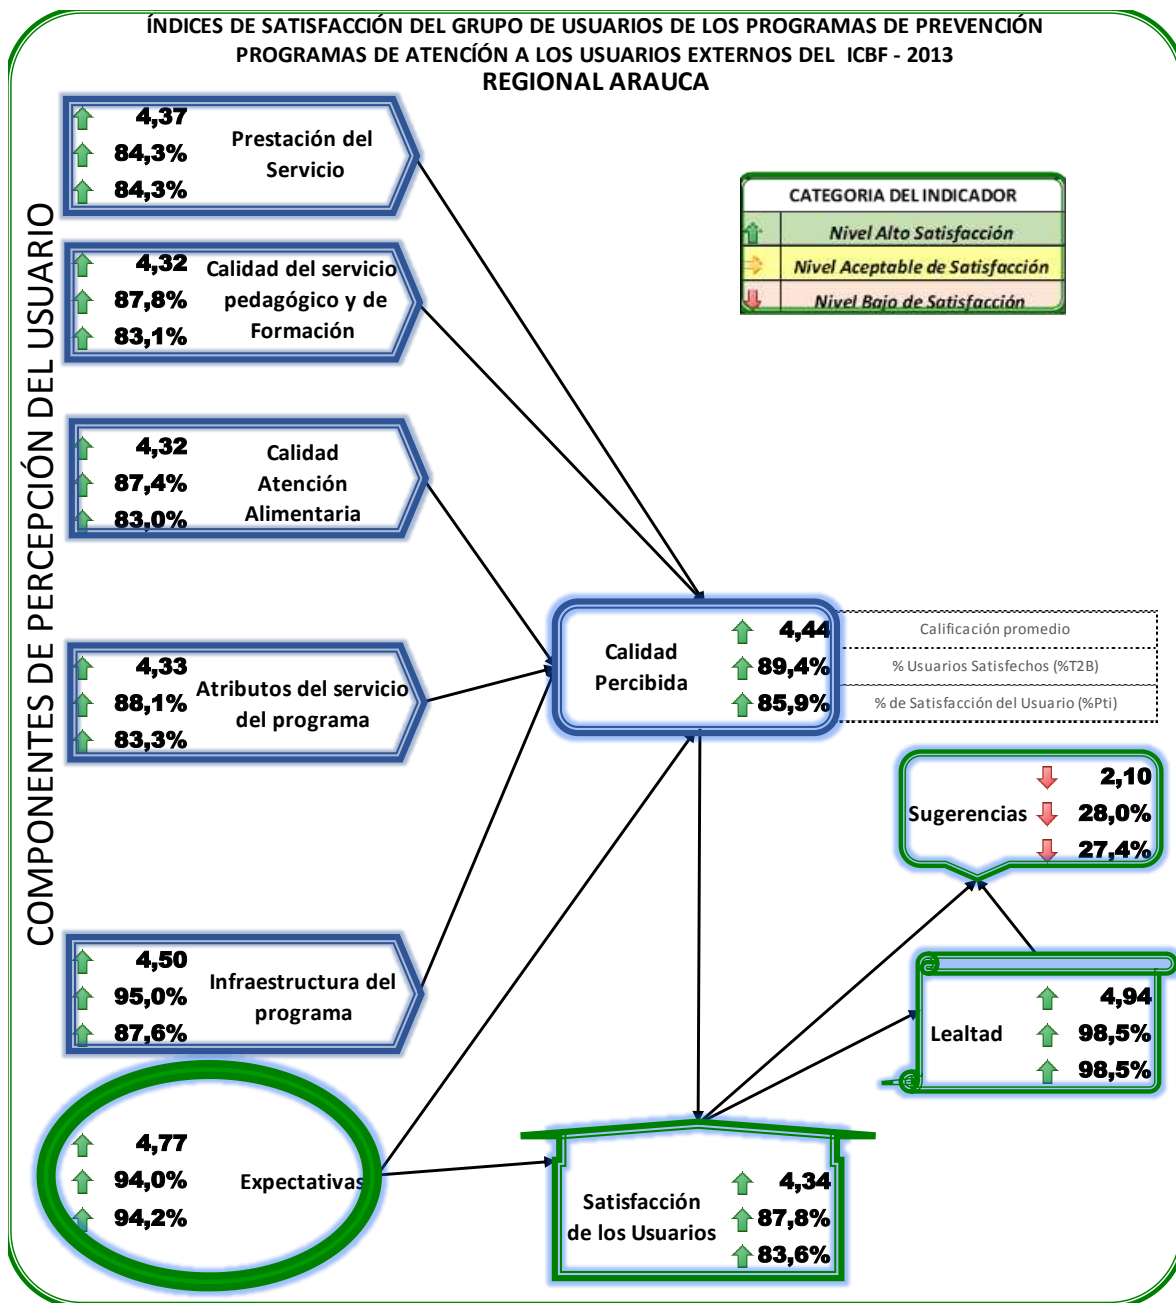 ÍNDICES DE SATISFACCIÓN DEL GRUPO DE USUARIOS DE LOS PROGRAMAS DE PREVENCIÓN
PROGRAMAS DE ATENCÍÓN A LOS USUARIOS EXTERNOS DEL ICBF - 2013
REGIONAL ARAUCA
COMPONENTES DE PERCEPCIÓN DEL USUARIO
4,37
84,3%
84,3%
Prestación del
Servicio
CATEGORIA DEL INDICADOR
Nivel Alto Satisfacción
Nivel Aceptable de Satisfacción
Nivel Bajo de Satisfacción
4,32
87,8%
83,1%
Calidad del servicio
pedagógico y de
Formación
4,32
87,4%
83,0%
Calidad
Atención
Alimentaria
4,33
88,1%
83,3%
Atributos del servicio
del programa
Calidad
Percibida
4,44
89,4%
85,9%
Calificación promedio
% Usuarios Satisfechos (%T2B)
% de Satisfacción del Usuario (%Pti)
Sugerencias
2,10
28,0%
27,4%
4,50
95,0%
87,6%
Infraestructura del
programa
Lealtad
4,94
98,5%
98,5%
4,77
94,0%
94,2%
Expectativas
Satisfacción
de los Usuarios
4,34
87,8%
83,6%